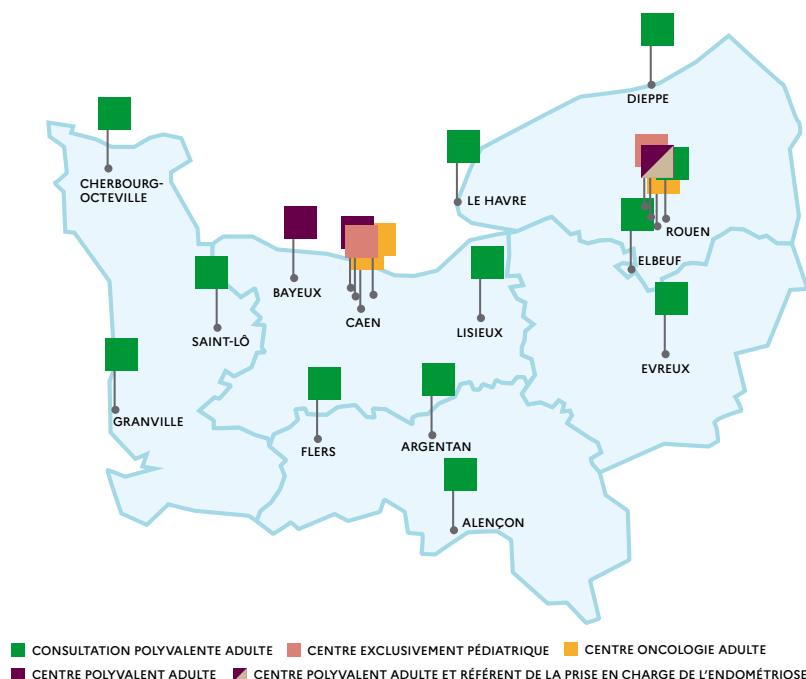 DIEPPE
CHERBOURG-
OCTEVILLE
LE HAVRE
ROUEN
ELBEUF
BAYEUX
CAEN
SAINT-LÔ
LISIEUX
EVREUX
GRANVILLE
FLERS
ARGENTAN
ALENÇON
CONSULTATION POLYVALENTE ADULTE CENTRE EXCLUSIVEMENT PÉDIATRIQUE CENTRE ONCOLOGIE ADULTE
CENTRE POLYVALENT ADULTE CENTRE POLYVALENT ADULTE ET RÉFÉRENT DE LA PRISE EN CHARGE DE L'ENDOMÉTRIOSE